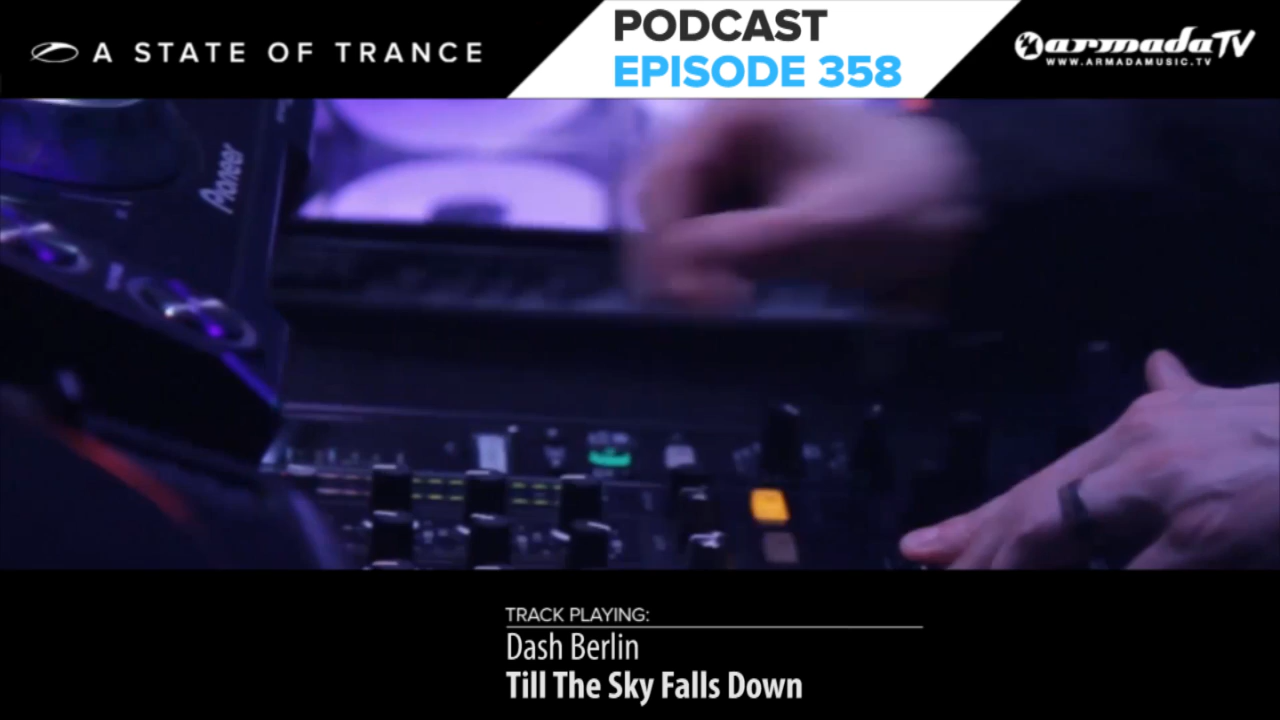 A STATE OF TRANCE
PODCAST
EPISODE 358
armadaTV
WWW.ARMADAMUSIC.TV
Pioneer
TRACK PLAYING:
Dash Berlin
Till The Sky Falls Down